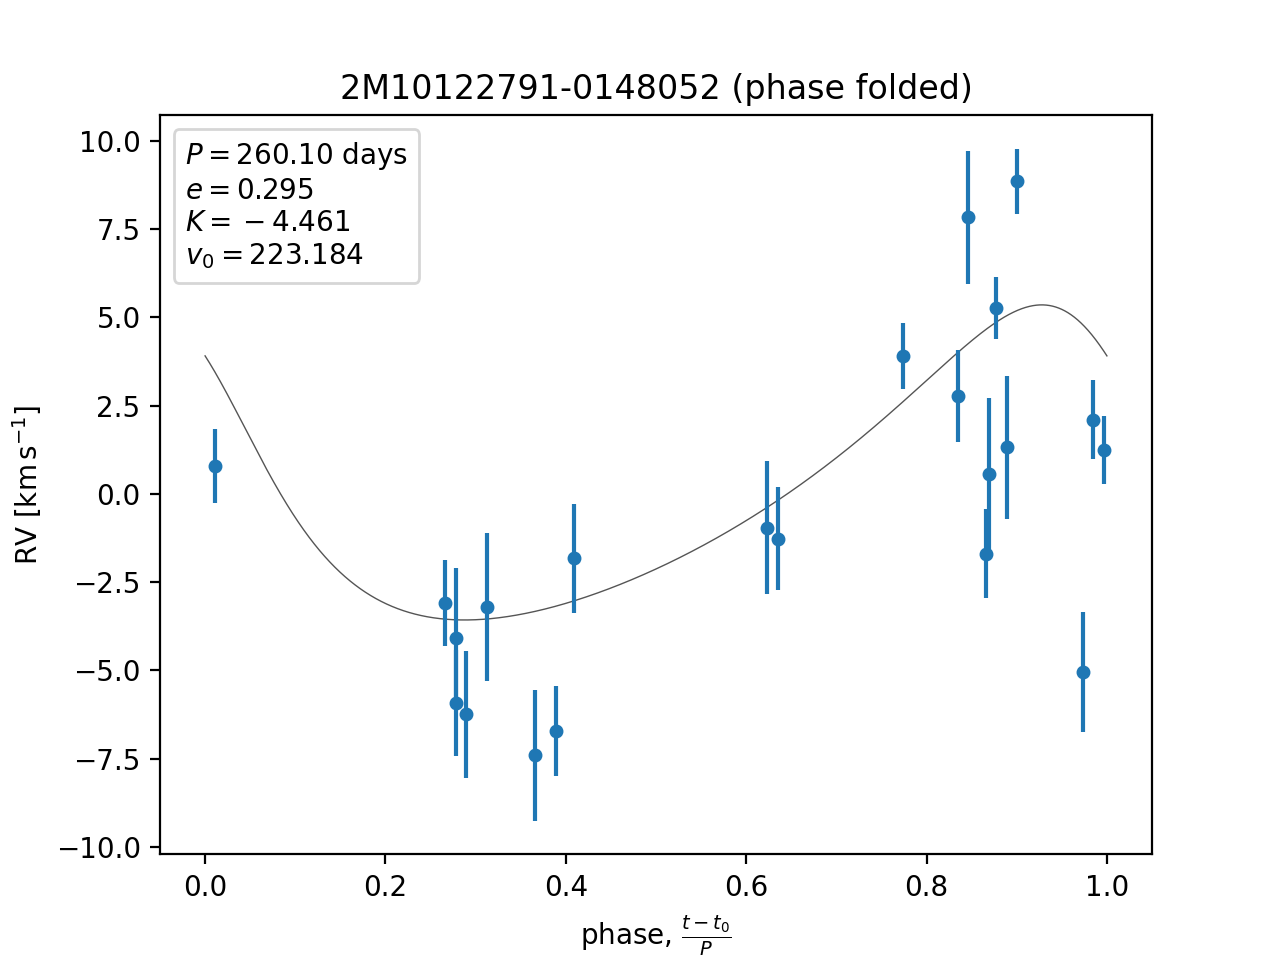 2M10122791-0148052 (phase folded)
P = 260.10 days
e = 0.295
K = −4.461
v₀ = 223.184
10.0
7.5
5.0
2.5
0.0
−2.5
−5.0
−7.5
−10.0
RV [km s⁻¹]
0.0 0.2 0.4 0.6 0.8 1.0
phase, (t − t₀)/P